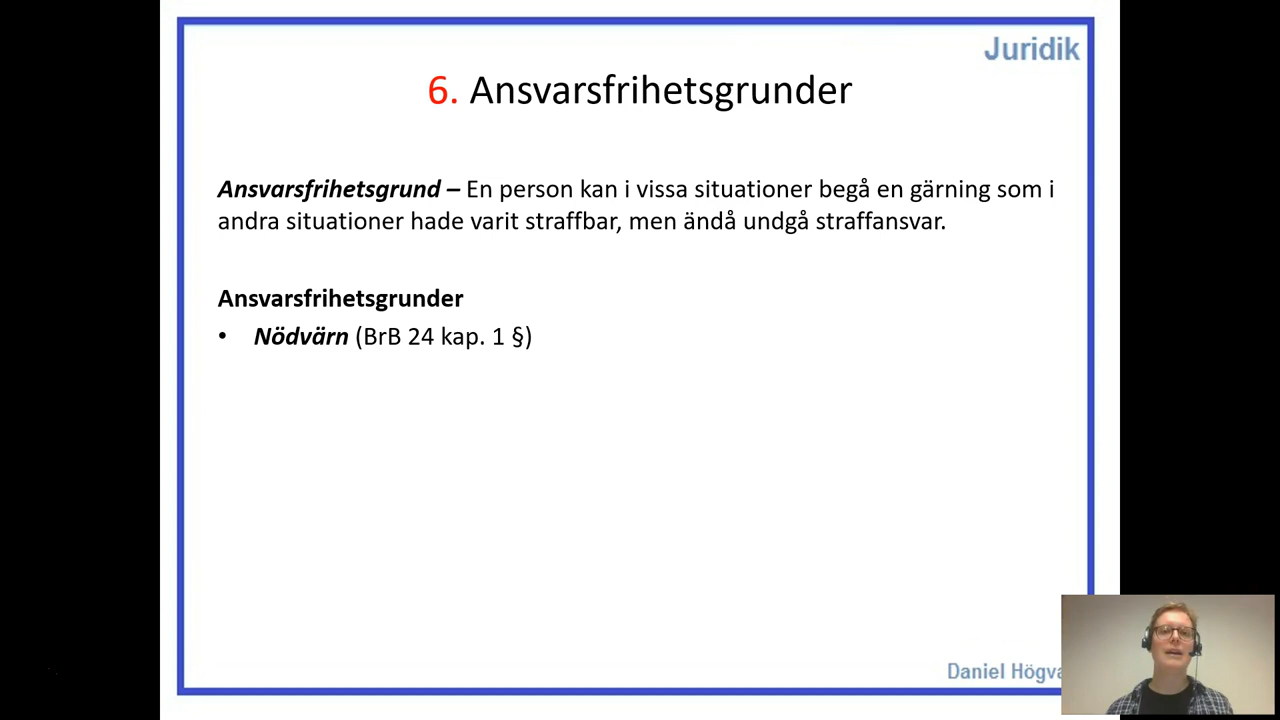 Juridik
6. Ansvarsfrihetsgrunder
Ansvarsfrihetsgrund – En person kan i vissa situationer begå en gärning som i
andra situationer hade varit straffbar, men ändå undgå straffansvar.
Ansvarsfrihetsgrunder
• Nödvärn (BrB 24 kap. 1 §)
Daniel